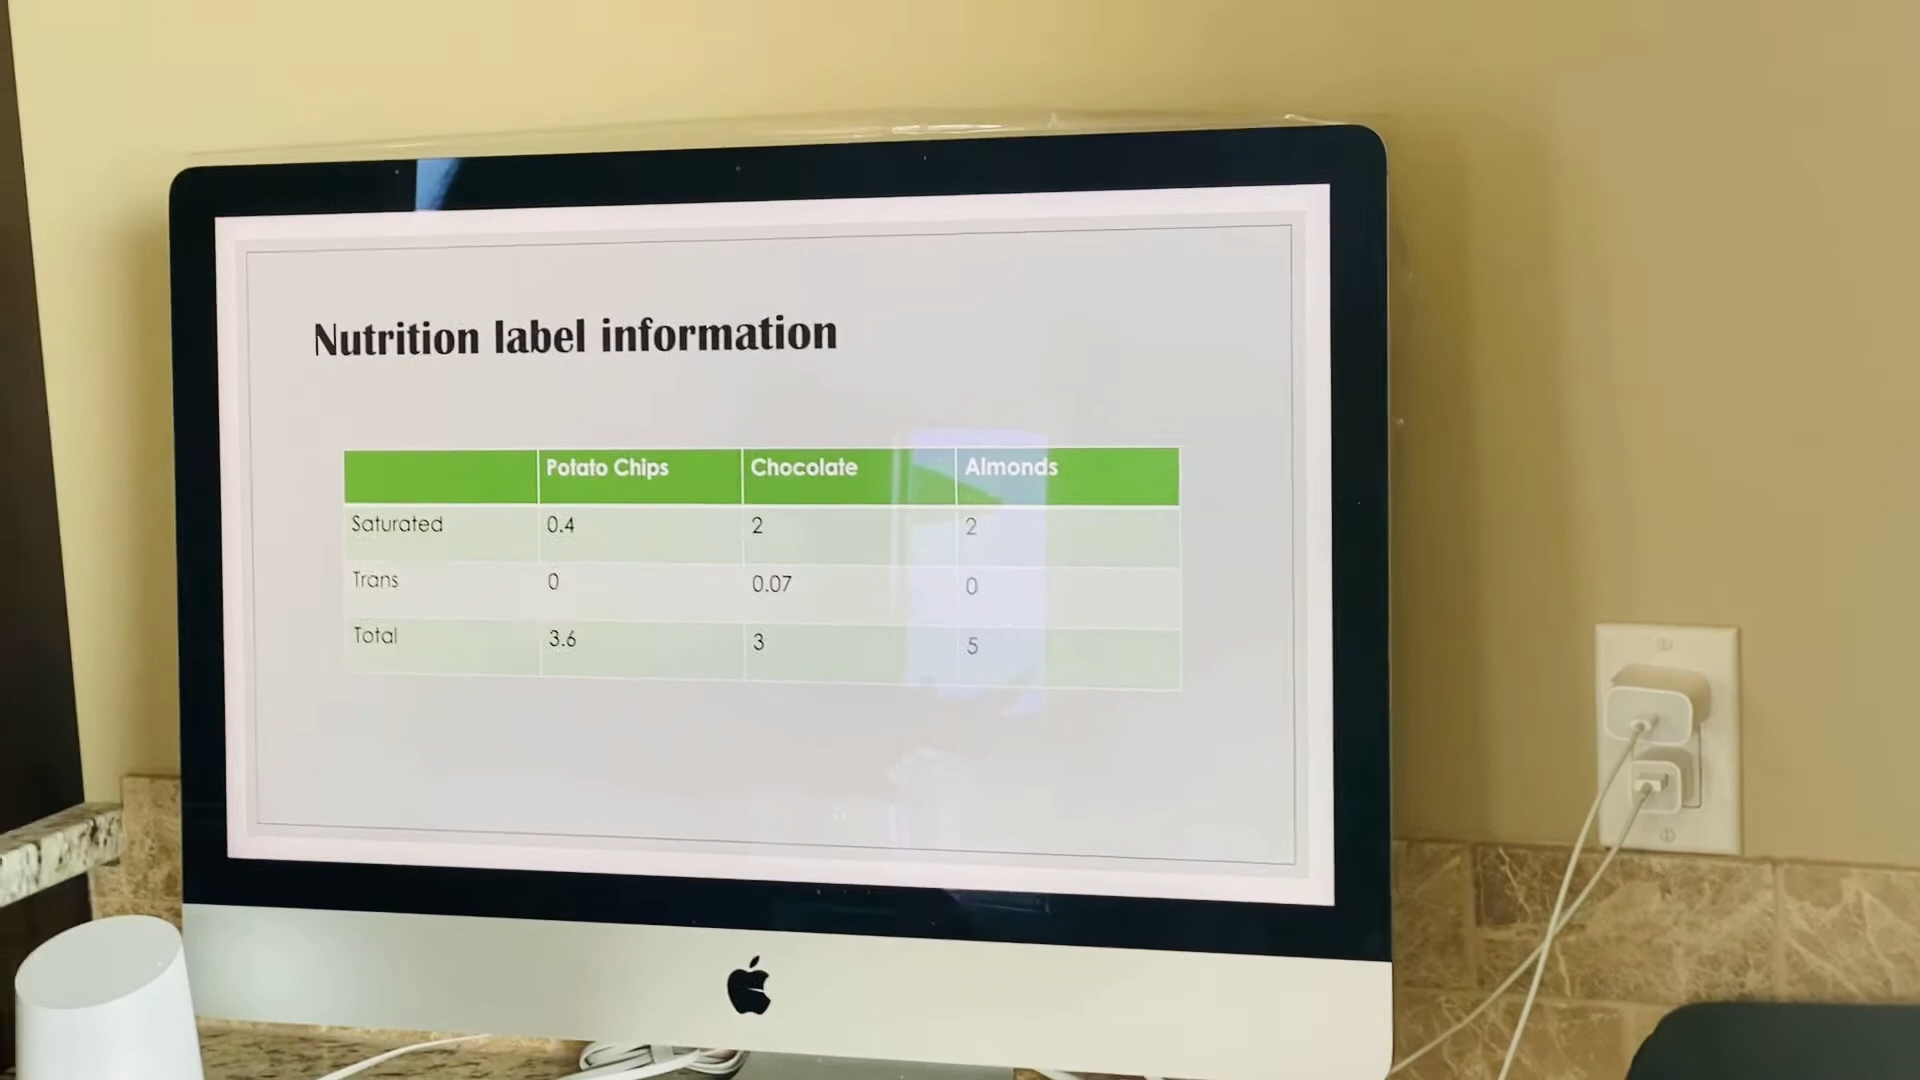 Nutrition label information
Potato Chips Chocolate Almonds
Saturated 0.4 2 2
Trans 0 0.07 0
Total 3.6 3 5